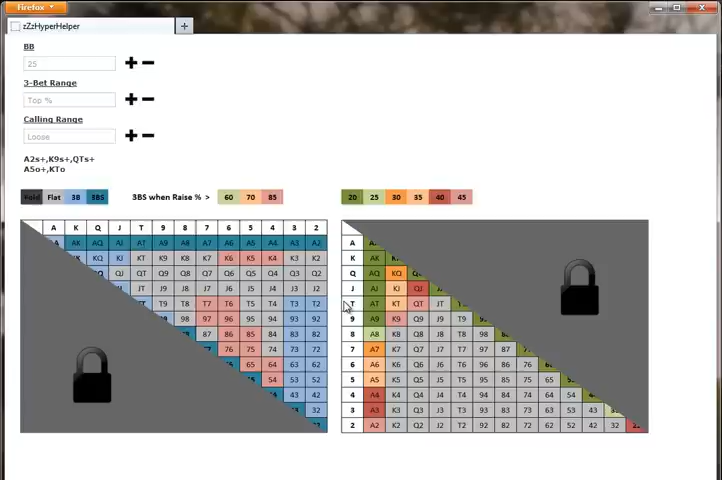 Firefox
zZzHyperHelper
BB
25
3-Bet Range
Top %
Calling Range
Loose
A2s+,K9s+,QTs+
A5o+,KTo
Fold Flat 3B 3BS 3BS when Raise % > 60 70 85 20 25 30 35 40 45
A K Q J T 9 8 7 6 5 4 3 2
AK AQ AJ AT A9 A8 A7 A6 A5 A4 A3 A2 A
KQ KJ KT K9 K8 K7 K6 K5 K4 K3 K2 K AK
QJ QT Q9 Q8 Q7 Q6 Q5 Q4 Q3 Q2 Q AQ KQ
JT J9 J8 J7 J6 J5 J4 J3 J2 J AJ KJ QJ
T9 T8 T7 T6 T5 T4 T3 T2 T AT KT QT JT
98 97 96 95 94 93 92 9 A9 K9 Q9 J9 T9
87 86 85 84 83 82 8 A8 K8 Q8 J8 T8 98
76 75 74 73 72 7 A7 K7 Q7 J7 T7 97 87
65 64 63 62 6 A6 K6 Q6 J6 T6 96 86 76
54 53 52 5 A5 K5 Q5 J5 T5 95 85 75 65
43 42 4 A4 K4 Q4 J4 T4 94 84 74 64 54
32 3 A3 K3 Q3 J3 T3 93 83 73 63 53 43
2 A2 K2 Q2 J2 T2 92 82 72 62 52 42 32